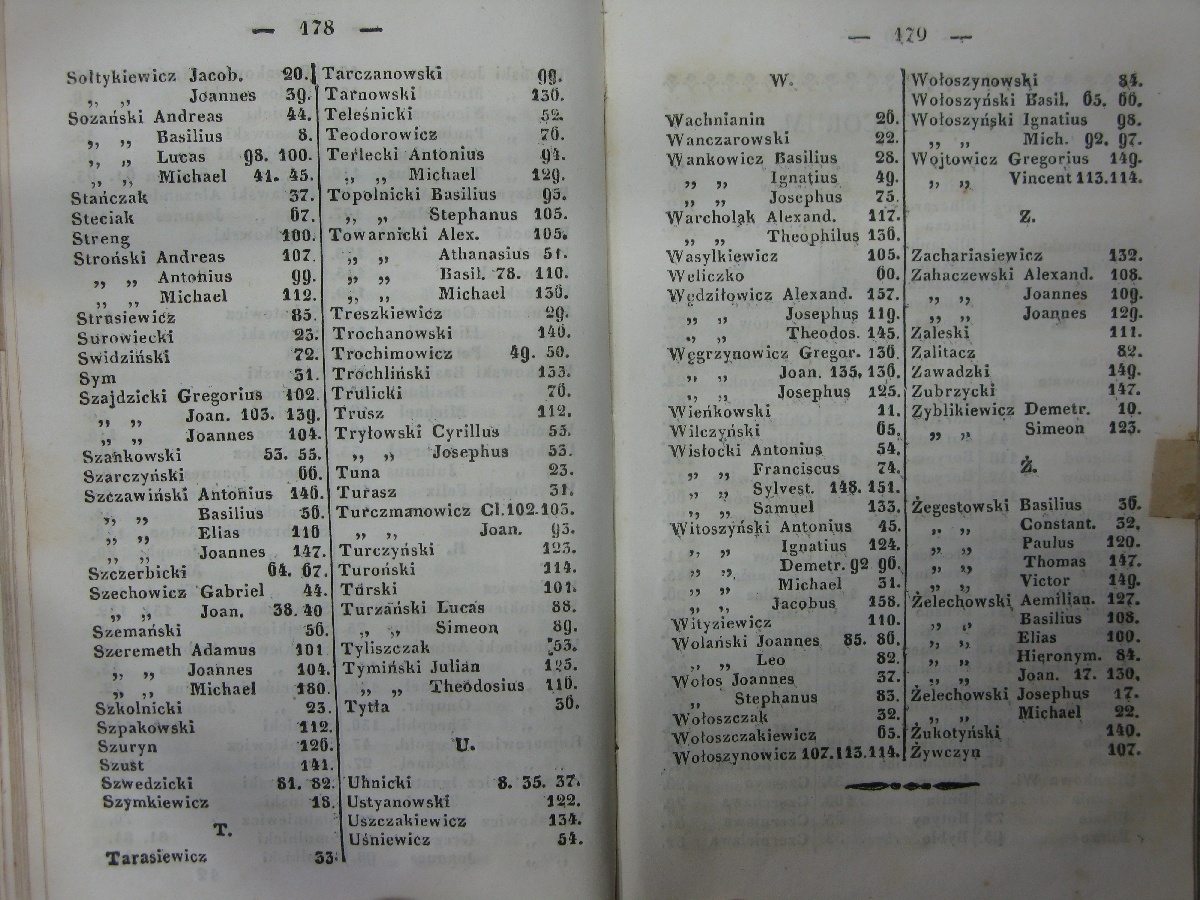 — 178 —
Sołtykiewicz Jacob. 20.
„ „ Joannes 39.
Sozański Andreas 44.
„ „ Basilius 8.
„ „ Lucas 98. 100.
„ „ Michael 41. 45.
Stańczak 37.
Steciak 67.
Streng 100.
Stroński Andreas 107.
„ „ Antonius 99.
„ „ Michael 112.
Strusiewicz 85.
Surowiecki 23.
Swidziński 72.
Sym 31.
Szajdzicki Gregorius 102.
„ „ Joan. 103. 139.
„ „ Joannes 104.
Szankowski 53. 55.
Szarczyński 66.
Szczawiński Antonius 146.
„ „ Basilius 56.
„ „ Elias 116
„ „ Joannes 147.
Szczerbicki 64. 67.
Szechowicz Gabriel 44.
„ „ Joan. 38. 40
Szemański 56.
Szeremeth Adamus 101
„ „ Joannes 104.
„ „ Michael 180.
Szkolnicki 23.
Szpakowski 112.
Szuryn 126.
Szust 141.
Szwedzicki 81. 82.
Szymkiewicz 18.
T.
Tarasiewicz 33.
Tarczanowski 99.
Tarnowski 136.
Teleśnicki 52.
Teodorowicz 76.
Terlecki Antonius 94.
„ „ Michael 129.
Topolnicki Basilius 95.
„ „ Stephanus 105.
Towarnicki Alex. 105.
„ „ Athanasius 51.
„ „ Basil. 78. 110.
„ „ Michael 136.
Treszkiewicz 29.
Trochanowski 146.
Trochimowicz 49. 50.
Trochliński 133.
Trulicki 76.
Trusz 112.
Tryłowski Cyrillus 53.
„ „ Josephus 53.
Tuna 23.
Turasz 31.
Turczmanowicz Cl. 102. 103.
„ „ Joan. 93.
Turczyński 123.
Turoński 114.
Turski 101.
Turzański Lucas 88.
„ „ Simeon 89.
Tyliszczak 53.
Tymiński Julian 125.
„ „ Theodosius 116.
Tytła 36.
U.
Uhnicki 8. 35. 37.
Ustyanowski 122.
Uszczakiewicz 134.
Uśniewicz 54.
— 179 —
W.
Wachnianin 26.
Wanczarowski 22.
Wankowicz Basilius 28.
„ „ Ignatius 49.
„ „ Josephus 75.
Warchołąk Alexand. 117.
„ „ Theophilus 136.
Wasylkiewicz 105.
Weliczko 60.
Wędziłowicz Alexand. 157.
„ „ Josephus 119.
„ „ Theodos. 145.
Węgrzynowicz Gregor. 136.
„ „ Joan. 135, 136.
„ „ Josephus 125.
Wieńkowski 11.
Wilczyński 65.
Wisłocki Antonius 54.
„ „ Franciscus 74.
„ „ Sylvest. 148. 151.
„ „ Samuel 133.
Witoszyński Antonius 45.
„ „ Ignatius 124.
„ „ Demetr. 92 96.
„ „ Michael 31.
„ „ Jacobus 158.
Wityziewicz 110.
Wolański Joannes 85. 86.
„ „ Leo 82.
Wołos Joannes 37.
„ Stephanus 83.
Wołoszczak 32.
Wołoszczakiewicz 65.
Wołoszynowicz 107. 113. 114.
Wołoszynowski 84.
Wołoszyński Basil. 65. 66.
Wołoszyński Ignatius 98.
„ „ Mich. 92. 97.
Wojtowicz Gregorius 149.
„ „ Vincent 113. 114.
Z.
Zachariasiewicz 132.
Zahaczewski Alexand. 108.
„ „ Joannes 109.
„ „ Joannes 129.
Zaleski 111.
Zalitacz 82.
Zawadzki 149.
Zubrzycki 147.
Zyblikiewicz Demetr. 10.
„ „ Simeon 123.
Ż.
Żegestowski Basilius 36.
„ „ Constant. 32,
„ „ Paulus 120.
„ „ Thomas 147.
„ „ Victor 149.
Żelechowski Aemilian. 127.
„ „ Basilius 108.
„ „ Elias 100.
„ „ Hieronym. 84.
„ „ Joan. 17. 130,
Żelechowski Josephus 17.
„ „ Michael 22.
Żukotyński 140.
Żywczyn 107.